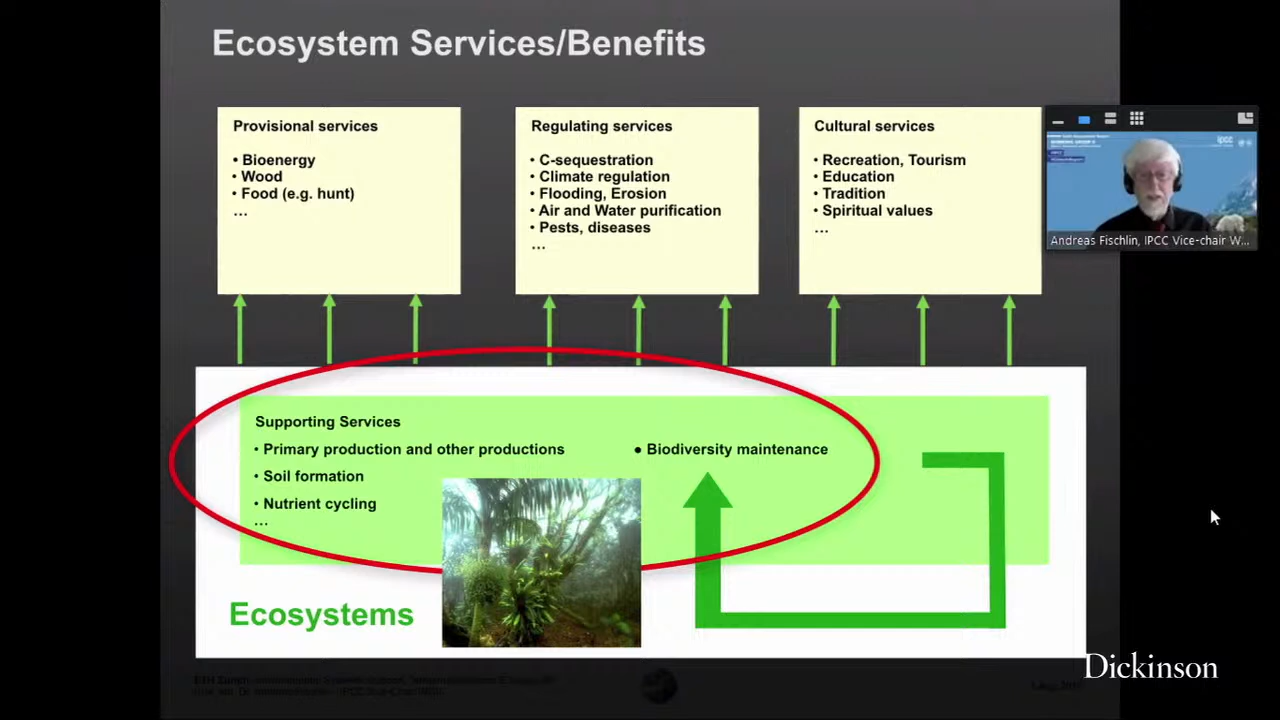 Ecosystem Services/Benefits
Provisional services
• Bioenergy
• Wood
• Food (e.g. hunt)
…
Regulating services
• C-sequestration
• Climate regulation
• Flooding, Erosion
• Air and Water purification
• Pests, diseases
…
Cultural services
• Recreation, Tourism
• Education
• Tradition
• Spiritual values
…
ipcc
Andreas Fischlin, IPCC Vice-chair W...
Supporting Services
• Primary production and other productions
• Soil formation
• Nutrient cycling
…
• Biodiversity maintenance
Ecosystems
Dickinson